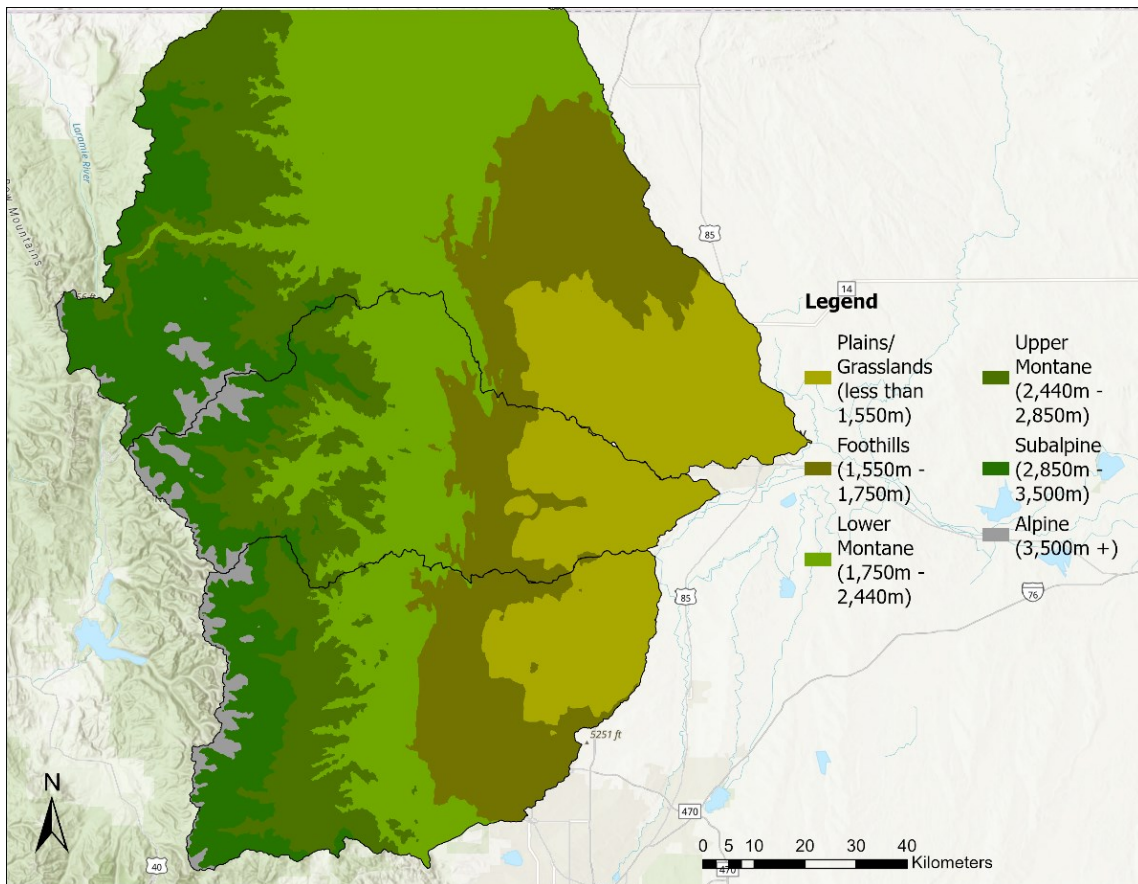 Laramie River
Mountains
85
14
Legend
Plains/
Grasslands
(less than
1,550m)
Foothills
(1,550m -
1,750m)
Lower
Montane
(1,750m -
2,440m)
Upper
Montane
(2,440m -
2,850m)
Subalpine
(2,850m -
3,500m)
Alpine
(3,500m +)
85
76
5251 ft
N
40
470
470
0 5 10 20 30 40
Kilometers